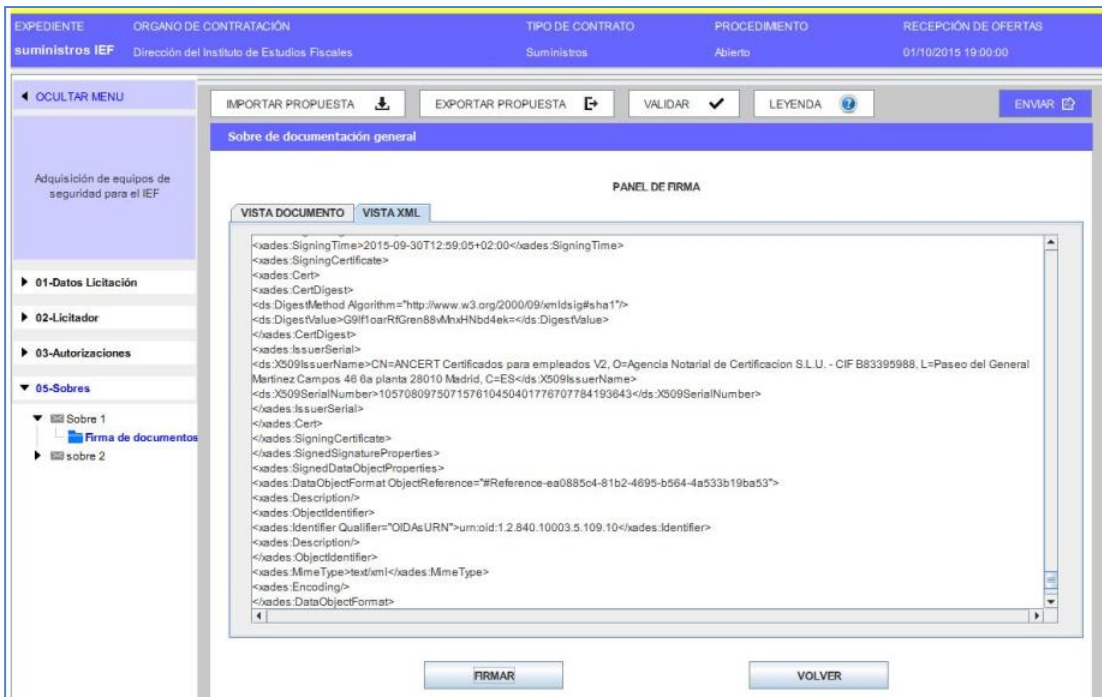 EXPEDIENTE ORGANO DE CONTRATACIÓN TIPO DE CONTRATO PROCEDIMIENTO RECEPCIÓN DE OFERTAS
suministros IEF Dirección del Instituto de Estudios Fiscales Suministros Abierto 01/10/2015 19:00:00
OCULTAR MENU
IMPORTAR PROPUESTA EXPORTAR PROPUESTA VALIDAR LEYENDA ENVIAR
Sobre de documentación general
Adquisición de equipos de
seguridad para el IEF
PANEL DE FIRMA
VISTA DOCUMENTO VISTA XML
<xades:SigningTime>2015-09-30T12:59:05+02:00</xades:SigningTime>
<xades:SigningCertificate>
<xades:Cert>
<xades:CertDigest>
<ds:DigestMethod Algorithm="http://www.w3.org/2000/09/xmldsig#sha1"/>
<ds:DigestValue>G9lf1oarRfGren88vMnxHNbd4ek=</ds:DigestValue>
</xades:CertDigest>
<xades:IssuerSerial>
<ds:X509IssuerName>CN=ANCERT Certificados para empleados V2, O=Agencia Notarial de Certificacion S.L.U. - CIF B83395988, L=Paseo del General
Martinez Campos 46 6a planta 28010 Madrid, C=ES</ds:X509IssuerName>
<ds:X509SerialNumber>105708097507157610450401776707784193643</ds:X509SerialNumber>
</xades:IssuerSerial>
</xades:Cert>
</xades:SigningCertificate>
</xades:SignedSignatureProperties>
<xades:SignedDataObjectProperties>
<xades:DataObjectFormat ObjectReference="#Reference-ea0885c4-81b2-4695-b564-4a533b19ba53">
<xades:Description/>
<xades:ObjectIdentifier>
<xades:Identifier Qualifier="OIDAsURN">urn:oid:1.2.840.10003.5.109.10</xades:Identifier>
<xades:Description/>
</xades:ObjectIdentifier>
<xades:MimeType>text/xml</xades:MimeType>
<xades:Encoding/>
</xades:DataObjectFormat>
01-Datos Licitación
02-Licitador
03-Autorizaciones
05-Sobres
Sobre 1
Firma de documentos
sobre 2
FIRMAR VOLVER